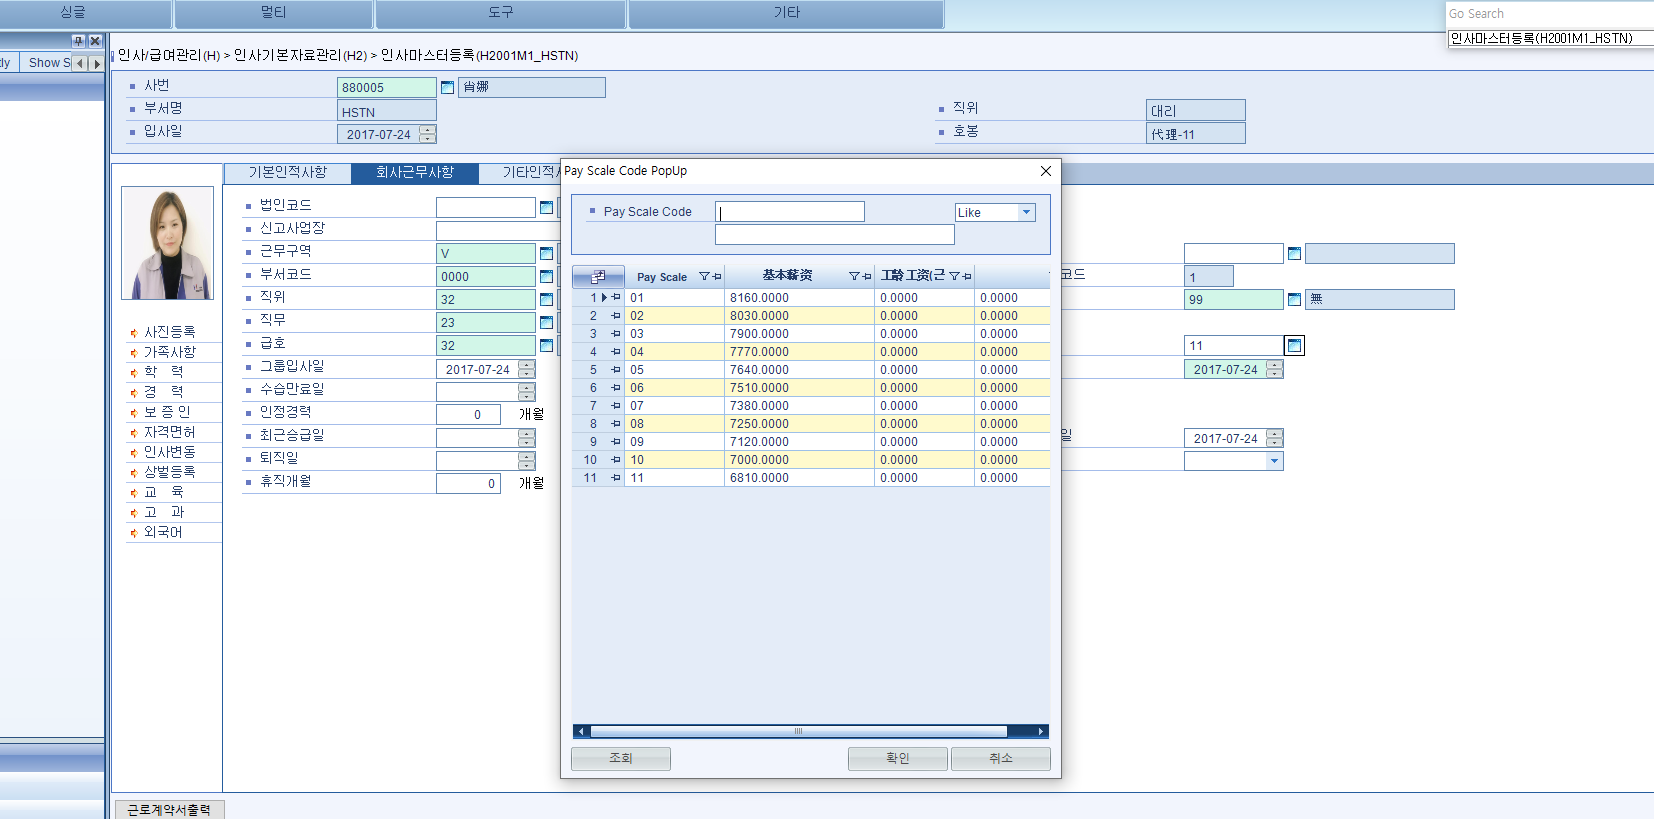 싱글 멀티 도구 기타
Go Search
인사마스터등록(H2001M1_HSTN)
ly Show S
인사/급여관리(H) > 인사기본자료관리(H2) > 인사마스터등록(H2001M1_HSTN)
사번 880005 肖娜
부서명 HSTN 직위 대리
입사일 2017-07-24 호봉 代理-11
기본인적사항 회사근무사항 기타인적사
법인코드
신고사업장
근무구역 V
부서코드 0000 코드 1
직위 32 99 無
직무 23
급호 32 11
그룹입사일 2017-07-24 2017-07-24
수습만료일
인정경력 0 개월
최근승급일 일 2017-07-24
퇴직일
휴직개월 0 개월
사진등록
가족사항
학 력
경 력
보 증 인
자격면허
인사변동
상벌등록
교 육
고 과
외국어
Pay Scale Code PopUp
Pay Scale Code Like
Pay Scale 基本薪资 工龄工资(근
1 01 8160.0000 0.0000 0.0000
2 02 8030.0000 0.0000 0.0000
3 03 7900.0000 0.0000 0.0000
4 04 7770.0000 0.0000 0.0000
5 05 7640.0000 0.0000 0.0000
6 06 7510.0000 0.0000 0.0000
7 07 7380.0000 0.0000 0.0000
8 08 7250.0000 0.0000 0.0000
9 09 7120.0000 0.0000 0.0000
10 10 7000.0000 0.0000 0.0000
11 11 6810.0000 0.0000 0.0000
조회 확인 취소
근로계약서출력